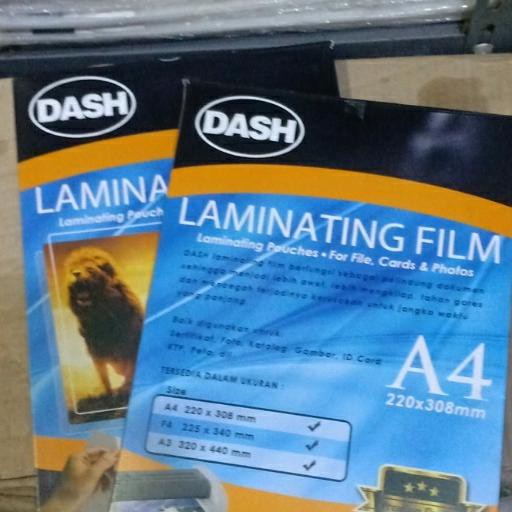 DASH
LAMINA
Laminating Pouch
DASH
LAMINATING FILM
Laminating Pouches • For File, Cards & Photos
DASH laminating film berfungsi sebagai pelindung dokumen
sehingga menjadi lebih awet, lebih mengkilap, tahan gores
dan mencegah terjadinya kerusakan untuk jangka waktu
yang panjang.
Baik digunakan untuk:
Sertifikat, Foto, Katalog, Gambar, ID Card
KTP, Peta, dll.
A4
220x308mm
TERSEDIA DALAM UKURAN :
Size
A4 220 x 308 mm ✓
F4 225 x 340 mm ✓
A3 320 x 440 mm ✓